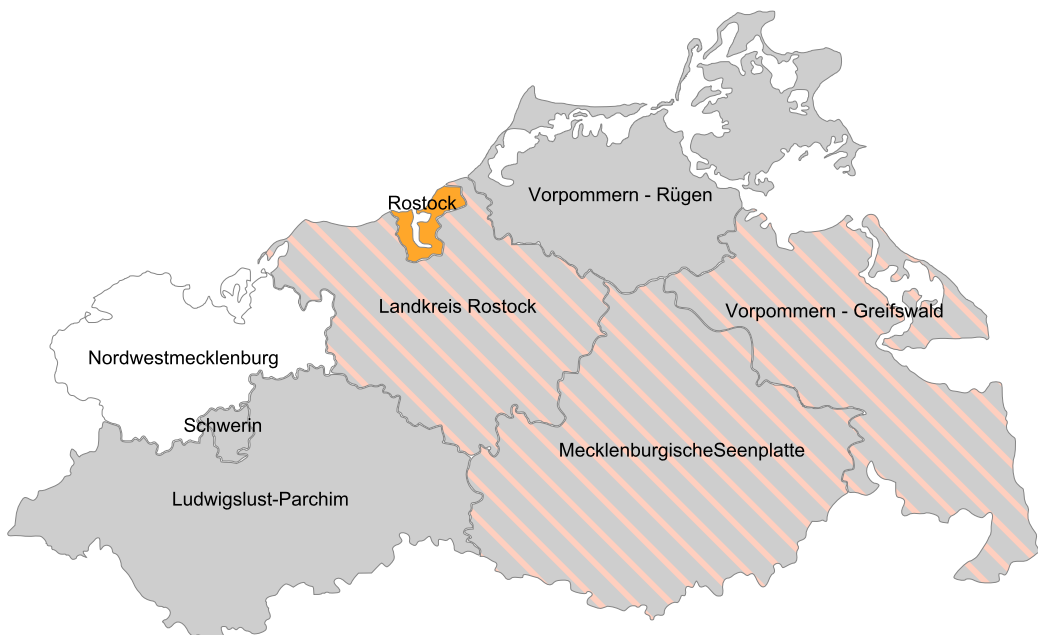 Vorpommern - Rügen
Rostock
Landkreis Rostock
Vorpommern - Greifswald
Nordwestmecklenburg
Schwerin
MecklenburgischeSeenplatte
Ludwigslust-Parchim